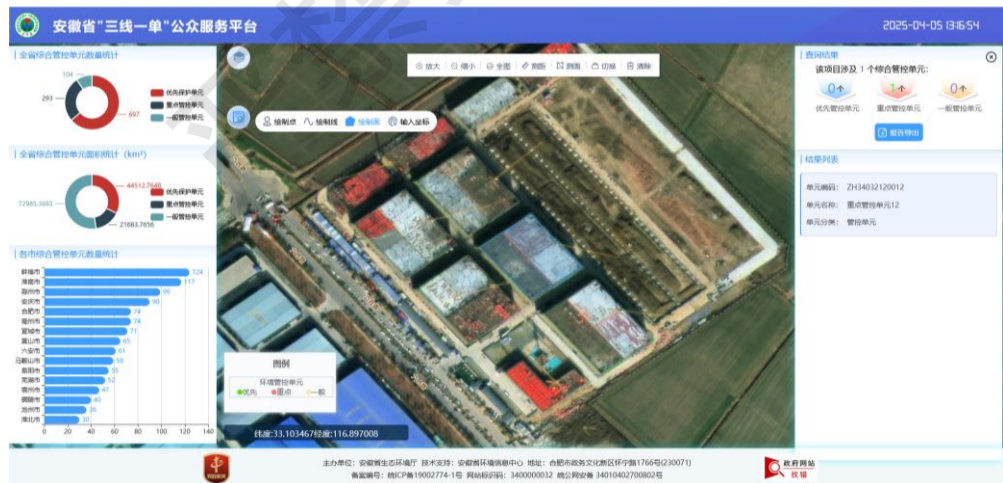 安徽省"三线一单"公众服务平台
2025-04-05 13:16:54
全省综合管控单元数量统计
104
293
697
优先保护单元
重点管控单元
一般管控单元
全省综合管控单元面积统计（km²）
44512.7646
21683.7656
优先保护单元
重点管控单元
一般管控单元
各市综合管控单元数量统计
蚌埠市 124
淮南市 117
滁州市 99
安庆市 90
合肥市 74
亳州市 74
宣城市 71
黄山市 65
六安市 61
马鞍山市 59
阜阳市 55
芜湖市 52
宿州市 47
铜陵市 40
池州市 36
淮北市 30
0 20 40 60 80 100 120 140
放大 缩小 全图 测距 测面 切换 清除
绘制点 绘制线 绘制面 输入坐标
图例
环境管控单元
优先 重点 一般
纬度:33.103467经度:116.897008
查询结果
该项目涉及 1 个综合管控单元:
0个 1个 0个
优先管控单元 重点管控单元 一般管控单元
报告导出
结果列表
单元编码： ZH34032120012
单元名称： 重点管控单元12
单元分类： 管控单元
主办单位：安徽省生态环境厅 技术支持：安徽省环境信息中心 地址：合肥市政务文化新区怀宁路1766号(230071)
备案编号：皖ICP备19002774-1号 网站标识码：3400000032 皖公网安备 34010402700802号
政府网站
找错